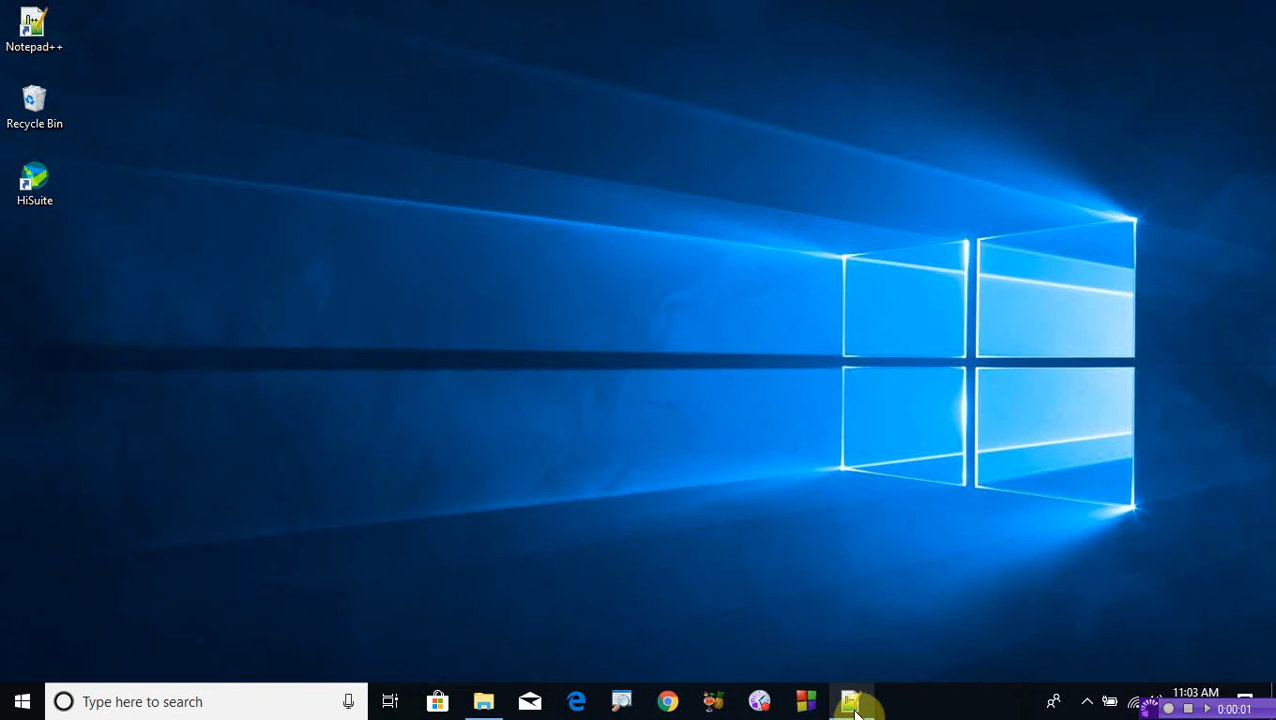 Notepad++
Recycle Bin
HiSuite
Type here to search
11:03 AM
0:00:01